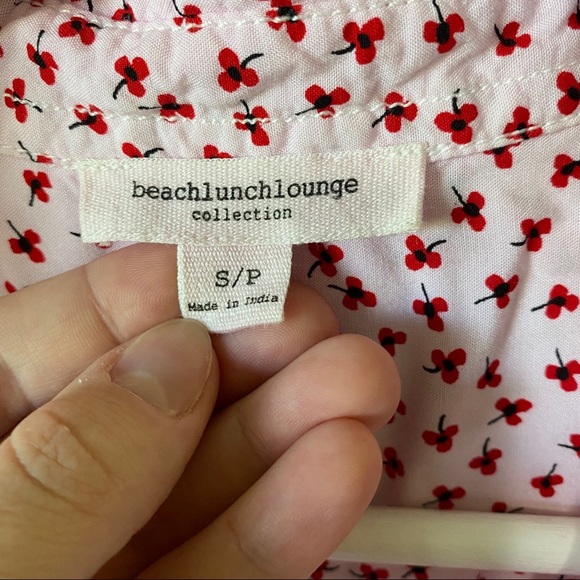 beachlunchlounge
collection
S/P
Made in India